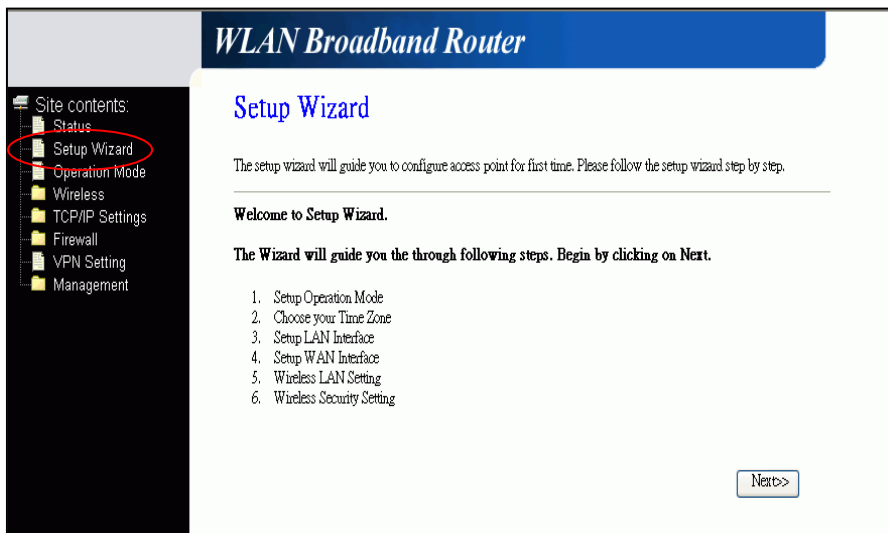 WLAN Broadband Router
Site contents:
Status
Setup Wizard
Operation Mode
Wireless
TCP/IP Settings
Firewall
VPN Setting
Management
Setup Wizard
The setup wizard will guide you to configure access point for first time. Please follow the setup wizard step by step.
Welcome to Setup Wizard.
The Wizard will guide you the through following steps. Begin by clicking on Next.
1. Setup Operation Mode
2. Choose your Time Zone
3. Setup LAN Interface
4. Setup WAN Interface
5. Wireless LAN Setting
6. Wireless Security Setting
Next>>